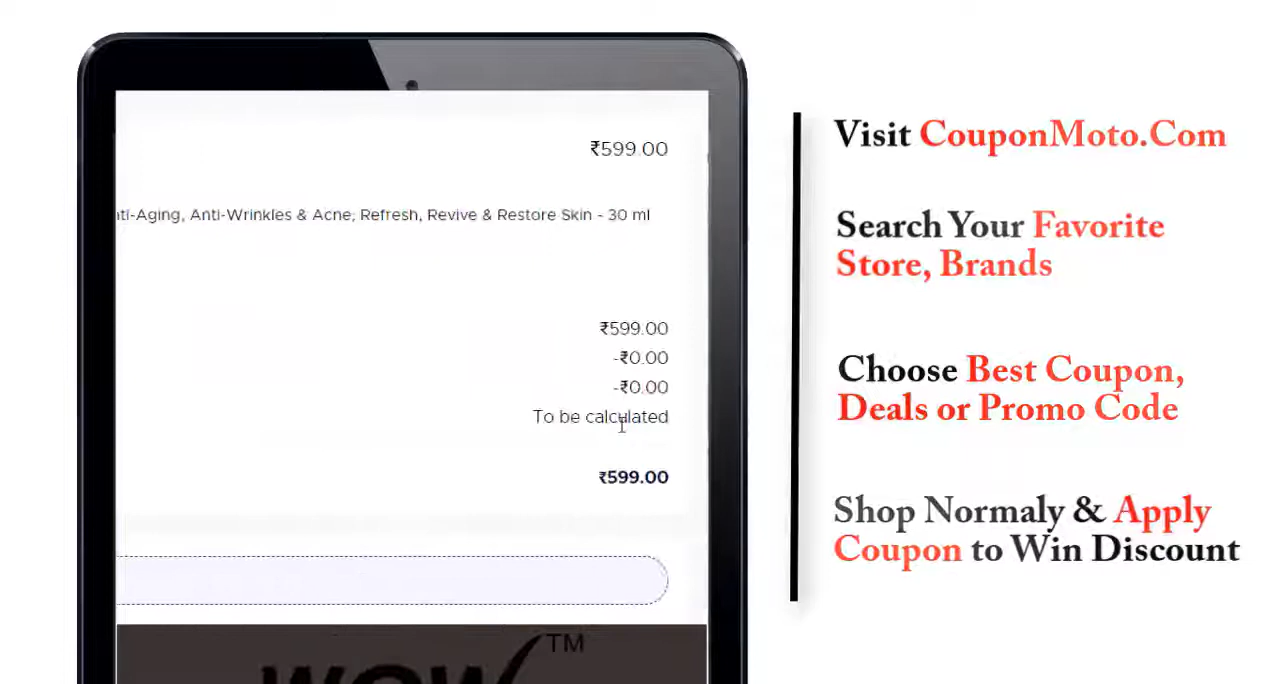 ₹599.00
nti-Aging, Anti-Wrinkles & Acne; Refresh, Revive & Restore Skin - 30 ml
₹599.00
-₹0.00
-₹0.00
To be calculated
₹599.00
WOW™
Visit CouponMoto.Com
Search Your Favorite
Store, Brands
Choose Best Coupon,
Deals or Promo Code
Shop Normaly & Apply
Coupon to Win Discount